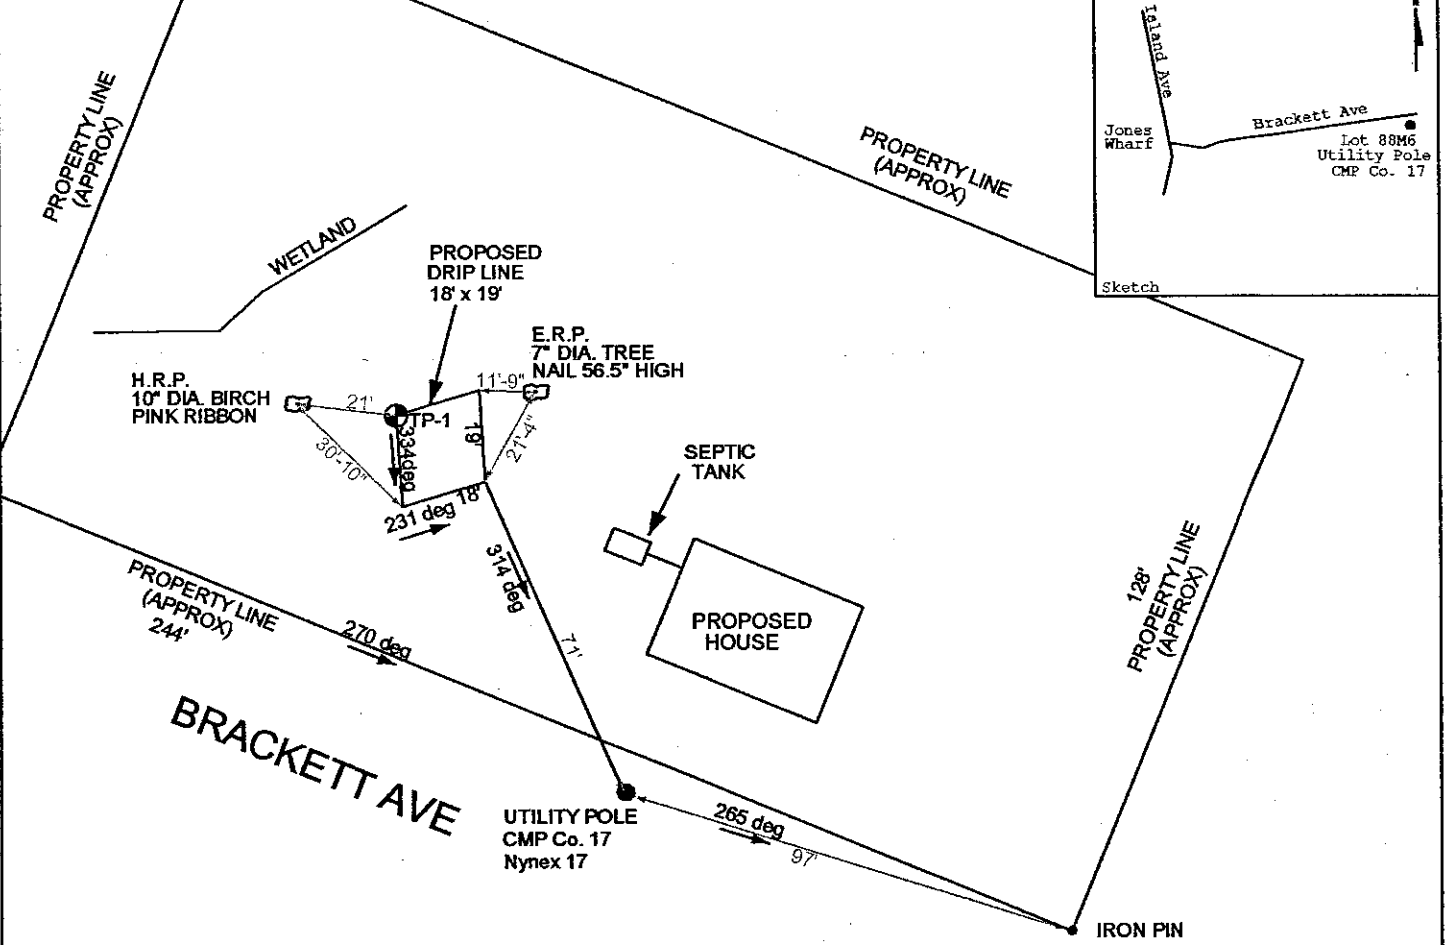 PROPERTY LINE
(APPROX)
PROPERTY LINE
(APPROX)
Island Ave
Jones
Wharf
Brackett Ave
Lot 88M6
Utility Pole
CMP Co. 17
Sketch
WETLAND
PROPOSED
DRIP LINE
18' x 19'
E.R.P.
7" DIA. TREE
NAIL 56.5" HIGH
H.R.P.
10" DIA. BIRCH
PINK RIBBON
21'
TP-1
11'-9"
30'-10"
334deg
19'
21'-4"
18'
231 deg
SEPTIC
TANK
314 deg
71'
PROPOSED
HOUSE
128'
PROPERTY LINE
(APPROX)
PROPERTY LINE
(APPROX)
244'
270 deg
BRACKETT AVE
UTILITY POLE
CMP Co. 17
Nynex 17
265 deg
97'
IRON PIN